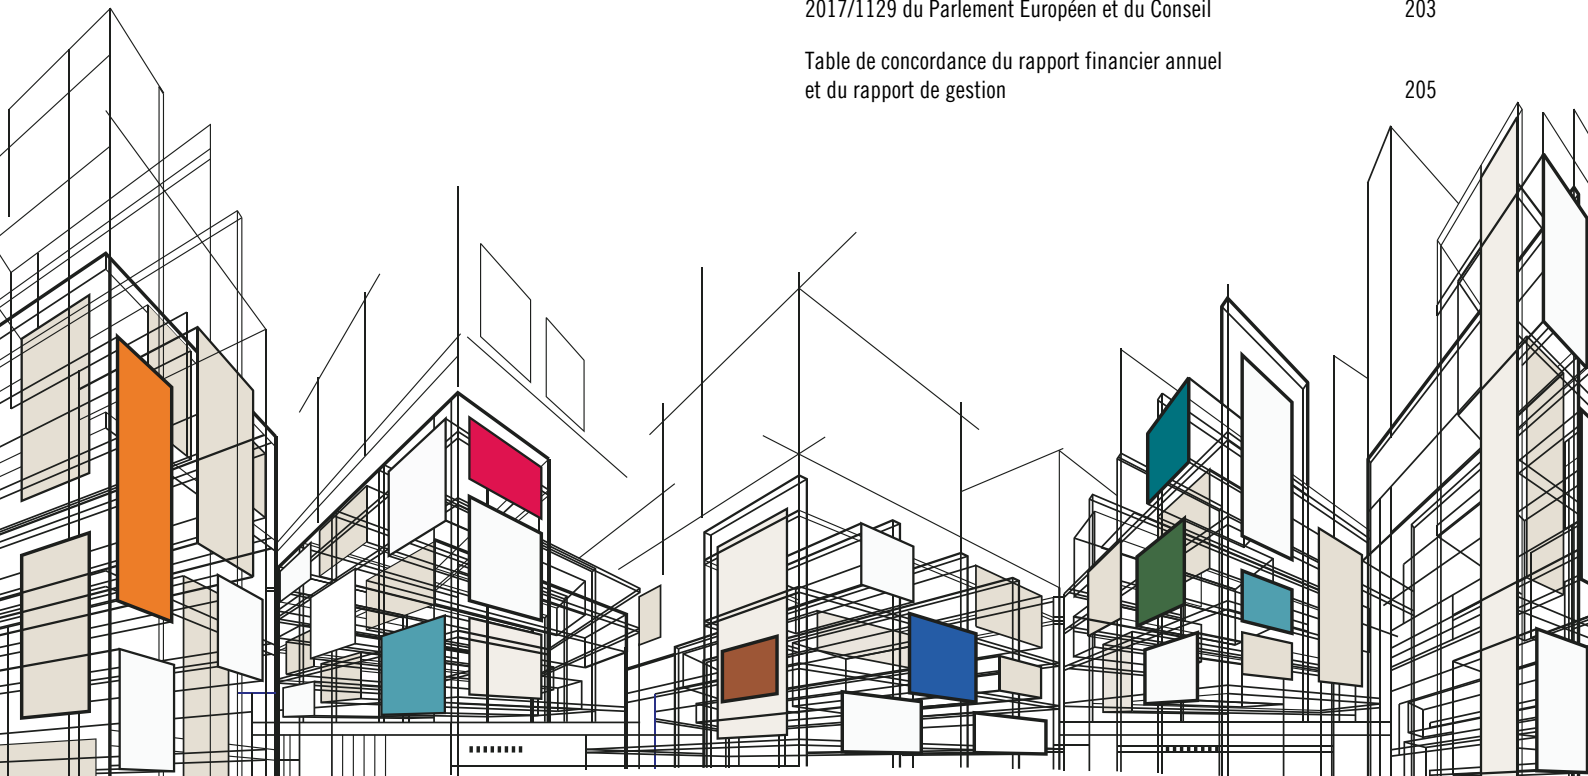 2017/1129 du Parlement Européen et du Conseil 203
Table de concordance du rapport financier annuel
et du rapport de gestion 205